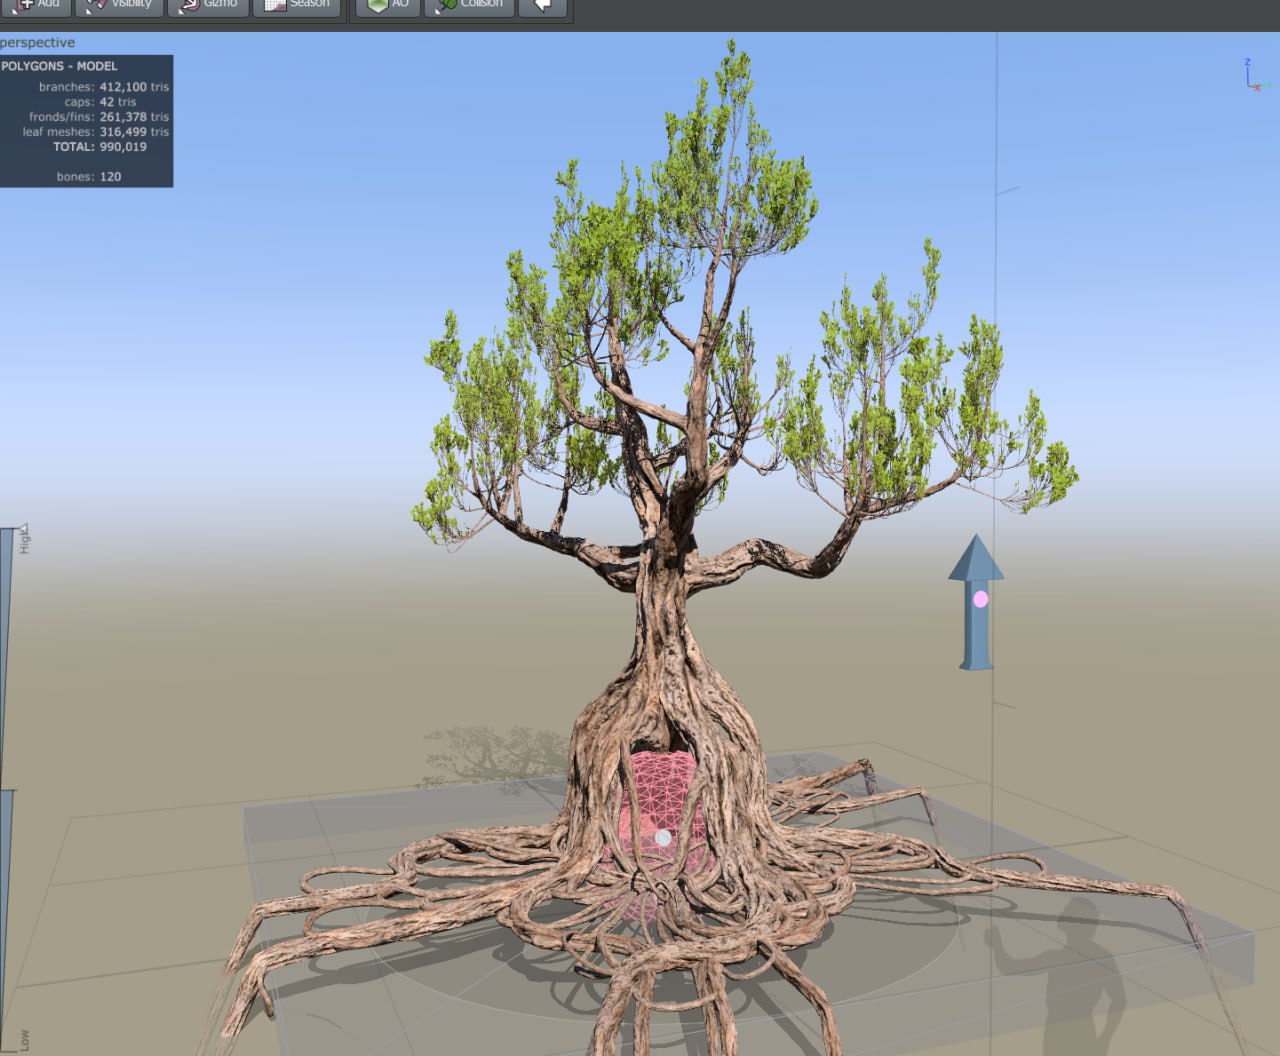 Add Visibility Gizmo Season AO Collision
perspective
POLYGONS - MODEL
branches: 412,100 tris
caps: 42 tris
fronds/fins: 261,378 tris
leaf meshes: 316,499 tris
TOTAL: 990,019
bones: 120
Z
Y
X
High
Low